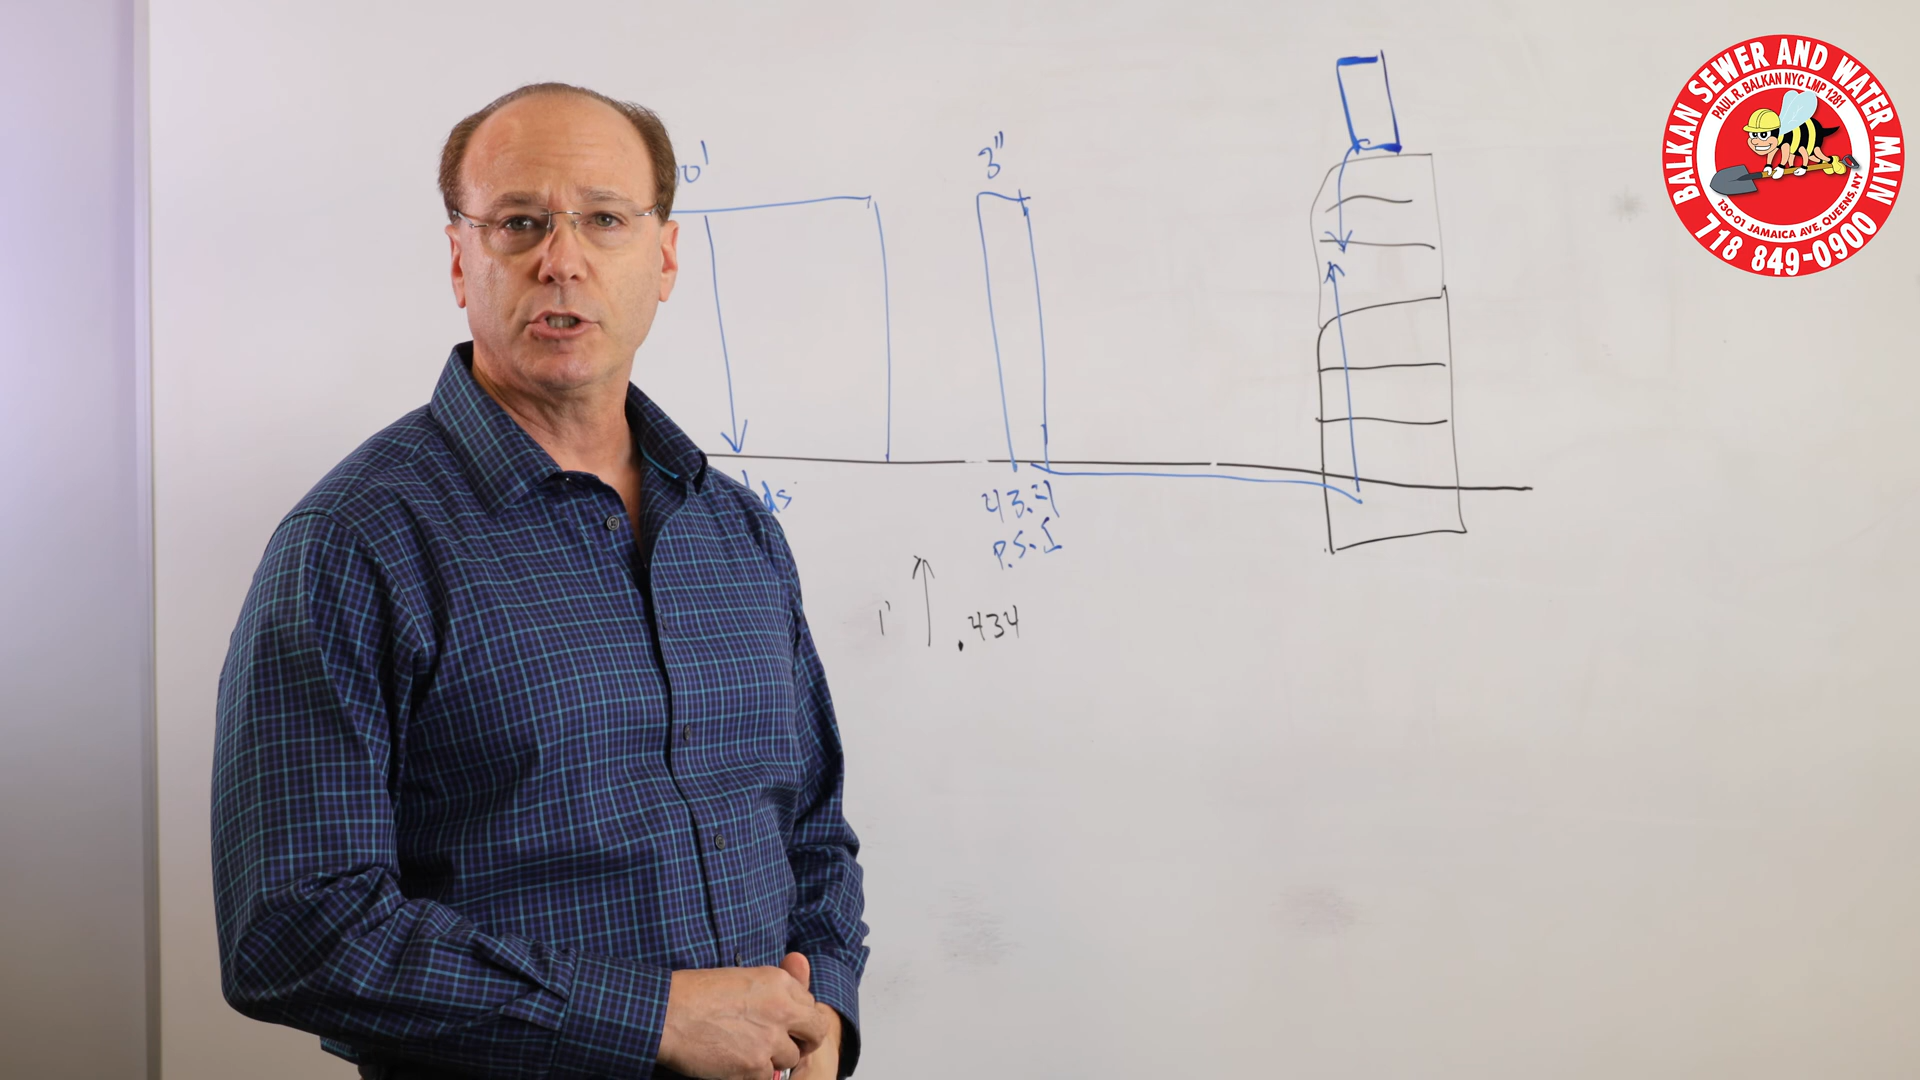 BALKAN SEWER AND WATER MAIN
PAUL R. BALKAN NYC LMP 1281
130-01 JAMAICA AVE, QUEENS, NY
718 849-0900
3"
43.4
P.S.I
1'
.434